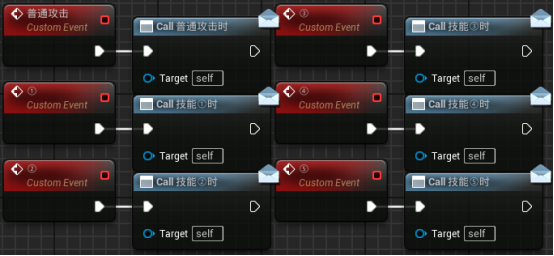 普通攻击
Custom Event
Call 普通攻击时
Target self
①
Custom Event
Call 技能①时
Target self
②
Custom Event
Call 技能②时
Target self
③
Custom Event
Call 技能③时
Target self
④
Custom Event
Call 技能④时
Target self
⑤
Custom Event
Call 技能⑤时
Target self